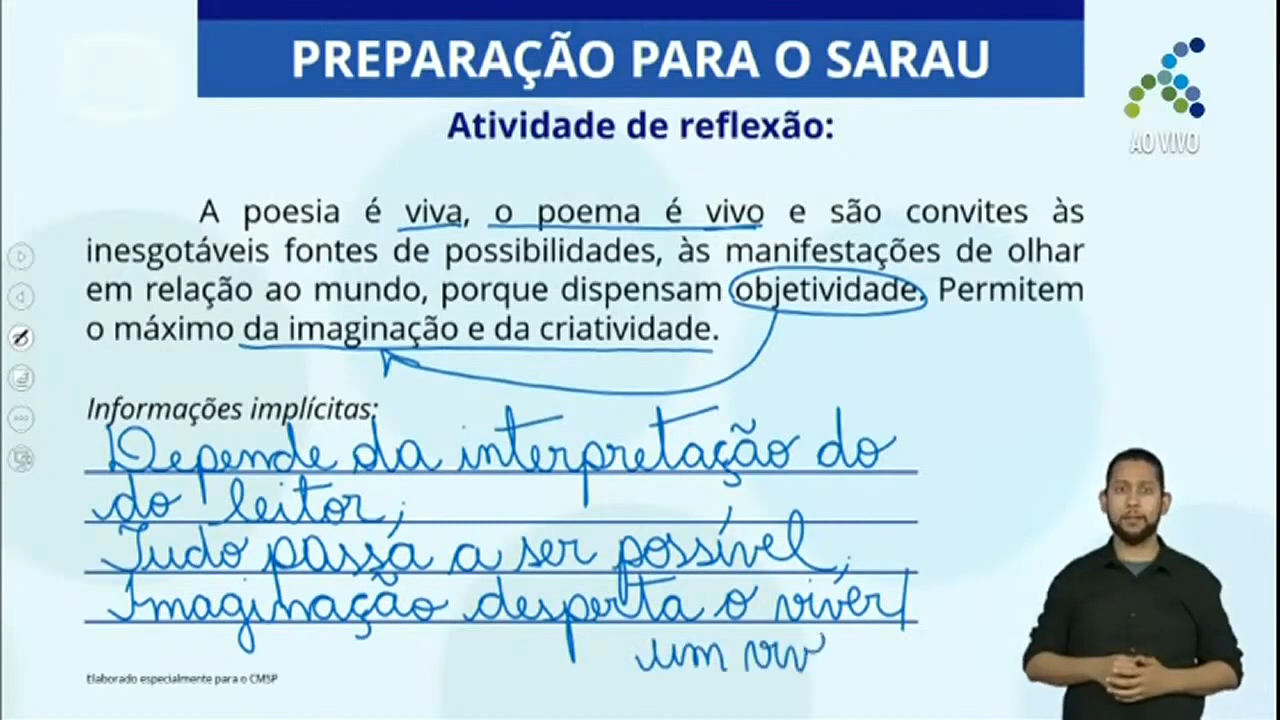 PREPARAÇÃO PARA O SARAU
AO VIVO
Atividade de reflexão:
A poesia é viva, o poema é vivo e são convites às
inesgotáveis fontes de possibilidades, às manifestações de olhar
em relação ao mundo, porque dispensam objetividade. Permitem
o máximo da imaginação e da criatividade.
Informações implícitas:
Depende da interpretação do
do leitor;
Tudo passa a ser possível;
Imaginação desperta o viver/
um viv
Elaborado especialmente para o CMSP